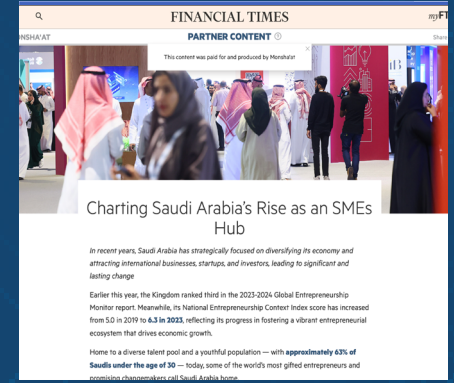 FINANCIAL TIMES
myFT
ONSHA'AT
PARTNER CONTENT
Share
This content was paid for and produced by Monsha'at
Charting Saudi Arabia's Rise as an SMEs
Hub
In recent years, Saudi Arabia has strategically focused on diversifying its economy and
attracting international businesses, startups, and investors, leading to significant and
lasting change
Earlier this year, the Kingdom ranked third in the 2023-2024 Global Entrepreneurship
Monitor report. Meanwhile, its National Entrepreneurship Context Index score has increased
from 5.0 in 2019 to 6.3 in 2023, reflecting its progress in fostering a vibrant entrepreneurial
ecosystem that drives economic growth.
Home to a diverse talent pool and a youthful population — with approximately 63% of
Saudis under the age of 30 — today, some of the world's most gifted entrepreneurs and
promising changemakers call Saudi Arabia home.